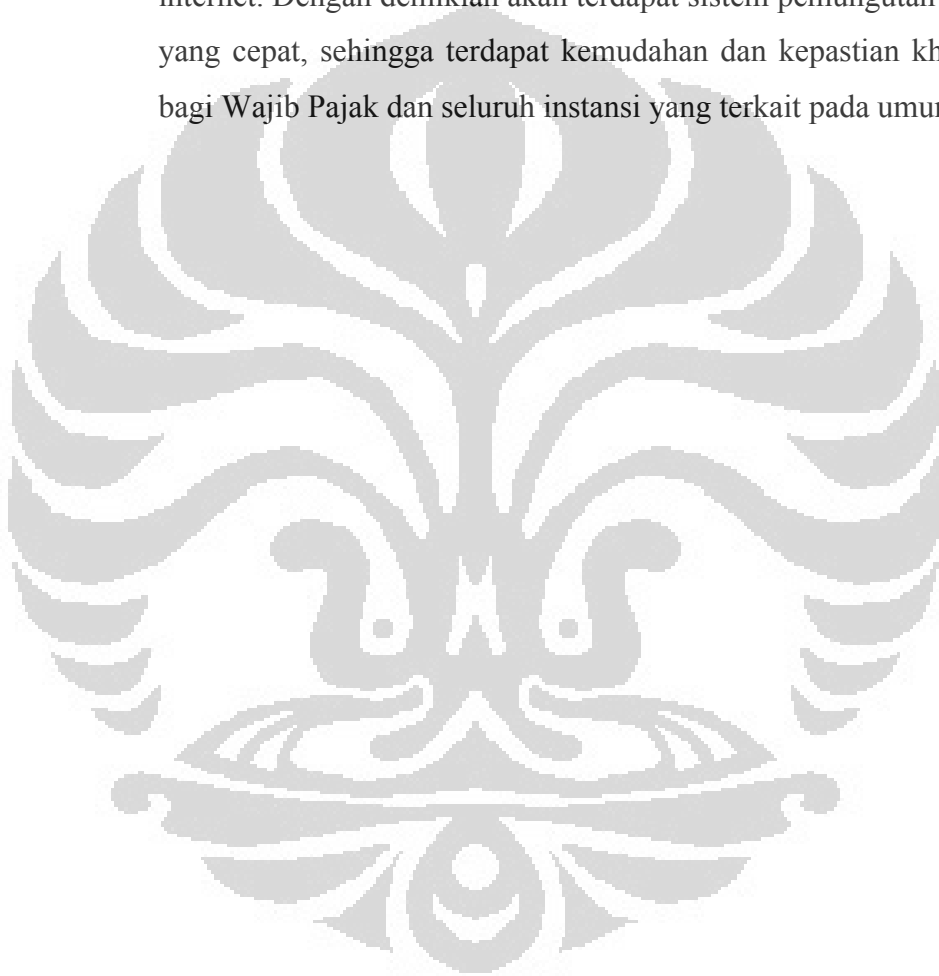 internet. Dengan demikian akan terdapat sistem pemungutan
yang cepat, sehingga terdapat kemudahan dan kepastian
bagi Wajib Pajak dan seluruh instansi yang terkait pada